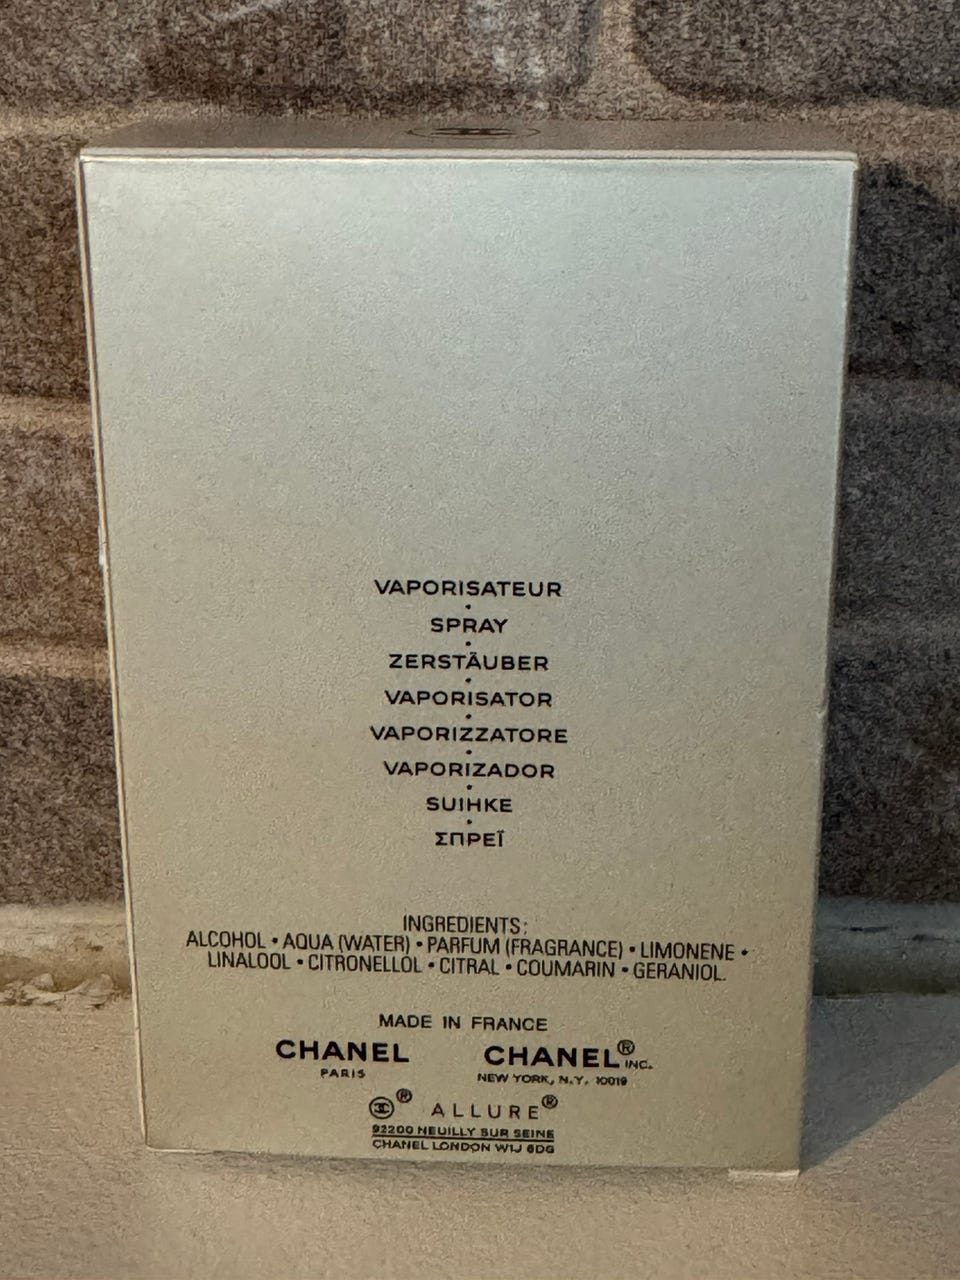 VAPORISATEUR
•
SPRAY
•
ZERSTÄUBER
•
VAPORISATOR
•
VAPORIZZATORE
•
VAPORIZADOR
•
SUIHKE
•
ΣΠΡΕΪ
INGREDIENTS:
ALCOHOL • AQUA (WATER) • PARFUM (FRAGRANCE) • LIMONENE •
LINALOOL • CITRONELLOL • CITRAL • COUMARIN • GERANIOL.
MADE IN FRANCE
CHANEL CHANEL® INC.
PARIS NEW YORK, N.Y. 10019
® ALLURE®
92200 NEUILLY SUR SEINE
CHANEL LONDON W1J 6DG